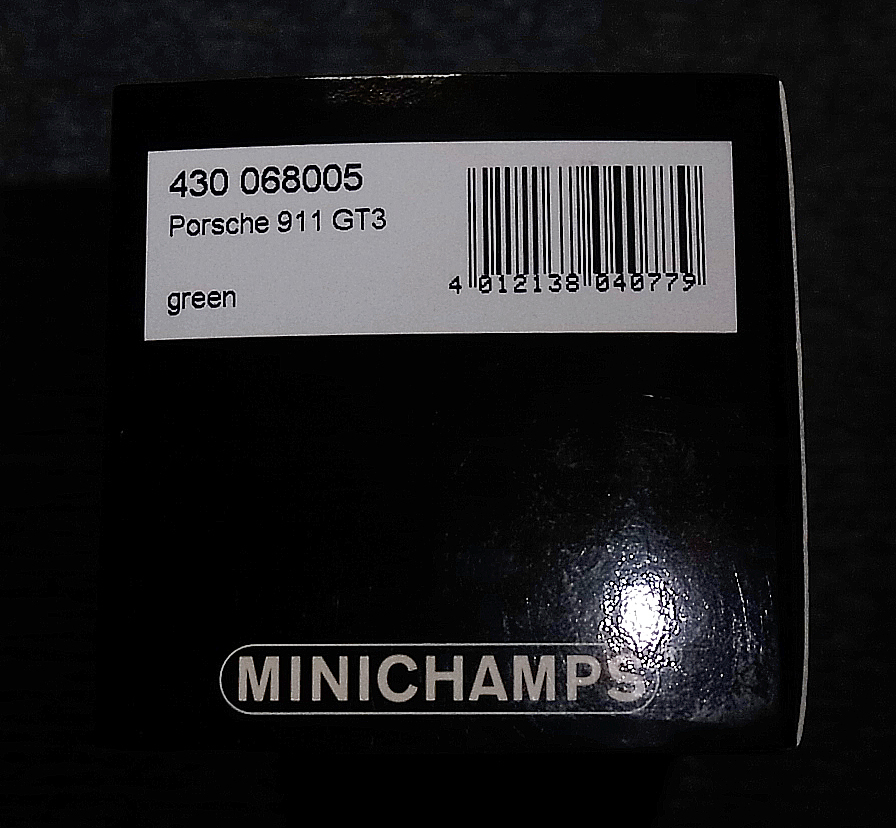 430 068005
Porsche 911 GT3
green
4 012138 040779
MINICHAMPS